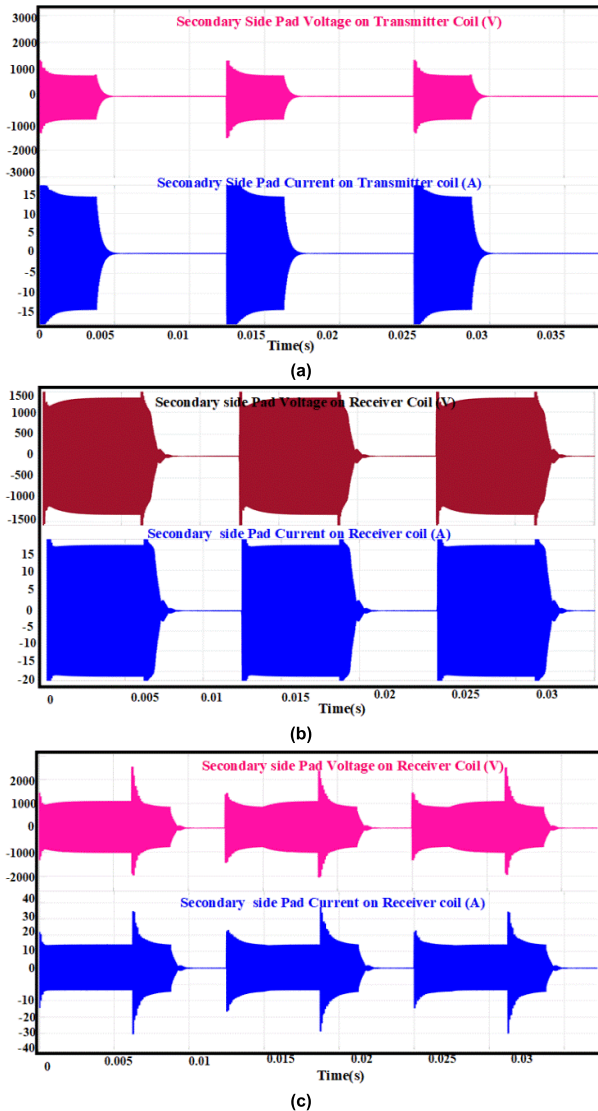 Secondary Side Pad Voltage on Transmitter Coil (V)
3000
2000
1000
0
-1000
-2000
-3000
Seconadry Side Pad Current on Transmitter coil (A)
15
10
5
0
-5
-10
-15
0 0.005 0.01 0.015 0.02 0.025 0.03 0.035
Time(s)
(a)
Secondary side Pad Voltage on Receiver Coil (V)
1500
1000
500
0
-500
-1000
-1500
Secondary side Pad Current on Receiver coil (A)
15
10
5
0
-5
-10
-15
-20
0 0.005 0.01 0.015 0.02 0.025 0.03
Time(s)
(b)
Secondary side Pad Voltage on Receiver Coil (V)
2000
1000
0
-1000
-2000
Secondary side Pad Current on Receiver coil (A)
40
30
20
10
0
-10
-20
-30
-40
0 0.005 0.01 0.015 0.02 0.025 0.03
Time(s)
(c)